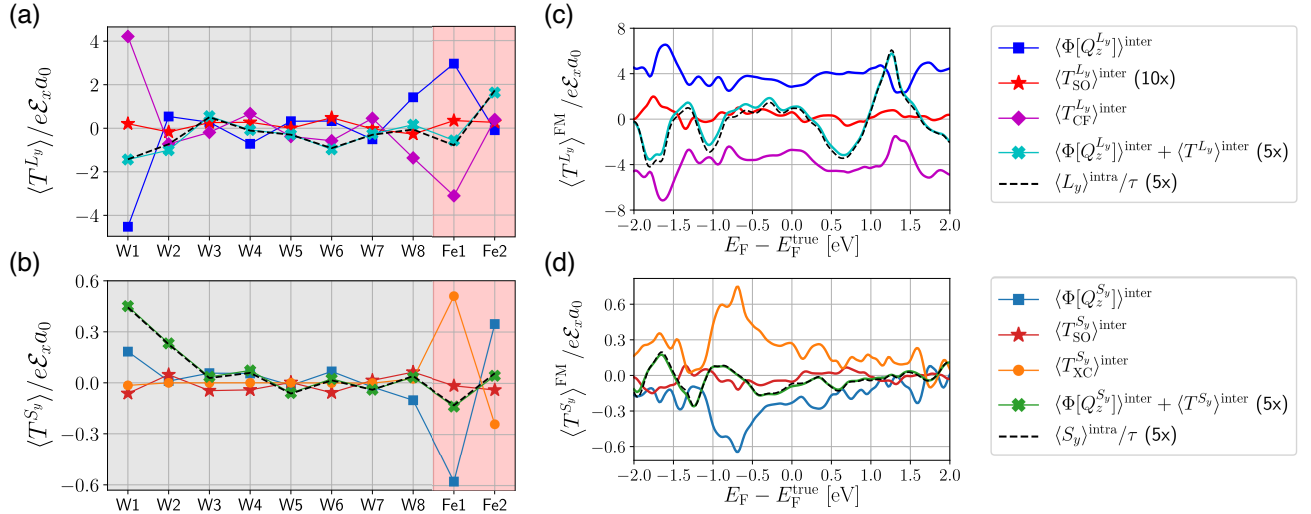 (a)
⟨T^{L_y}⟩/eℰ_x a_0
4
2
0
−2
−4
W1 W2 W3 W4 W5 W6 W7 W8 Fe1 Fe2
(b)
⟨T^{S_y}⟩/eℰ_x a_0
0.6
0.3
0.0
−0.3
−0.6
W1 W2 W3 W4 W5 W6 W7 W8 Fe1 Fe2
(c)
⟨T^{L_y}⟩^{FM}/eℰ_x a_0
8
4
0
−4
−8
−2.0 −1.5 −1.0 −0.5 0.0 0.5 1.0 1.5 2.0
E_F − E_F^{true} [eV]
(d)
⟨T^{S_y}⟩^{FM}/eℰ_x a_0
0.6
0.3
0.0
−0.3
−0.6
−2.0 −1.5 −1.0 −0.5 0.0 0.5 1.0 1.5 2.0
E_F − E_F^{true} [eV]
⟨Φ[Q_z^{L_y}]⟩^{inter}
⟨T_{SO}^{L_y}⟩^{inter} (10x)
⟨T_{CF}^{L_y}⟩^{inter}
⟨Φ[Q_z^{L_y}]⟩^{inter} + ⟨T^{L_y}⟩^{inter} (5x)
⟨L_y⟩^{intra}/τ (5x)
⟨Φ[Q_z^{S_y}]⟩^{inter}
⟨T_{SO}^{S_y}⟩^{inter}
⟨T_{XC}^{S_y}⟩^{inter}
⟨Φ[Q_z^{S_y}]⟩^{inter} + ⟨T^{S_y}⟩^{inter} (5x)
⟨S_y⟩^{intra}/τ (5x)